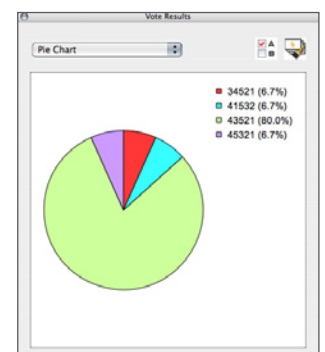 Vote Results
Pie Chart
A
B
34521 (6.7%)
41532 (6.7%)
43521 (80.0%)
45321 (6.7%)